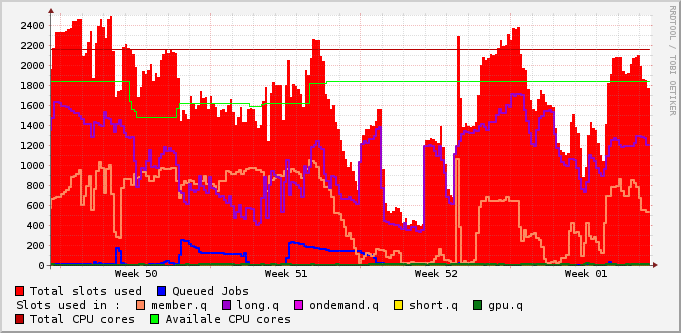 2400
2200
2000
1800
1600
1400
1200
1000
800
600
400
200
0
Week 50 Week 51 Week 52 Week 01
Total slots used Queued Jobs
Slots used in : member.q long.q ondemand.q short.q gpu.q
Total CPU cores Availale CPU cores
RRDTOOL / TOBI OETIKER